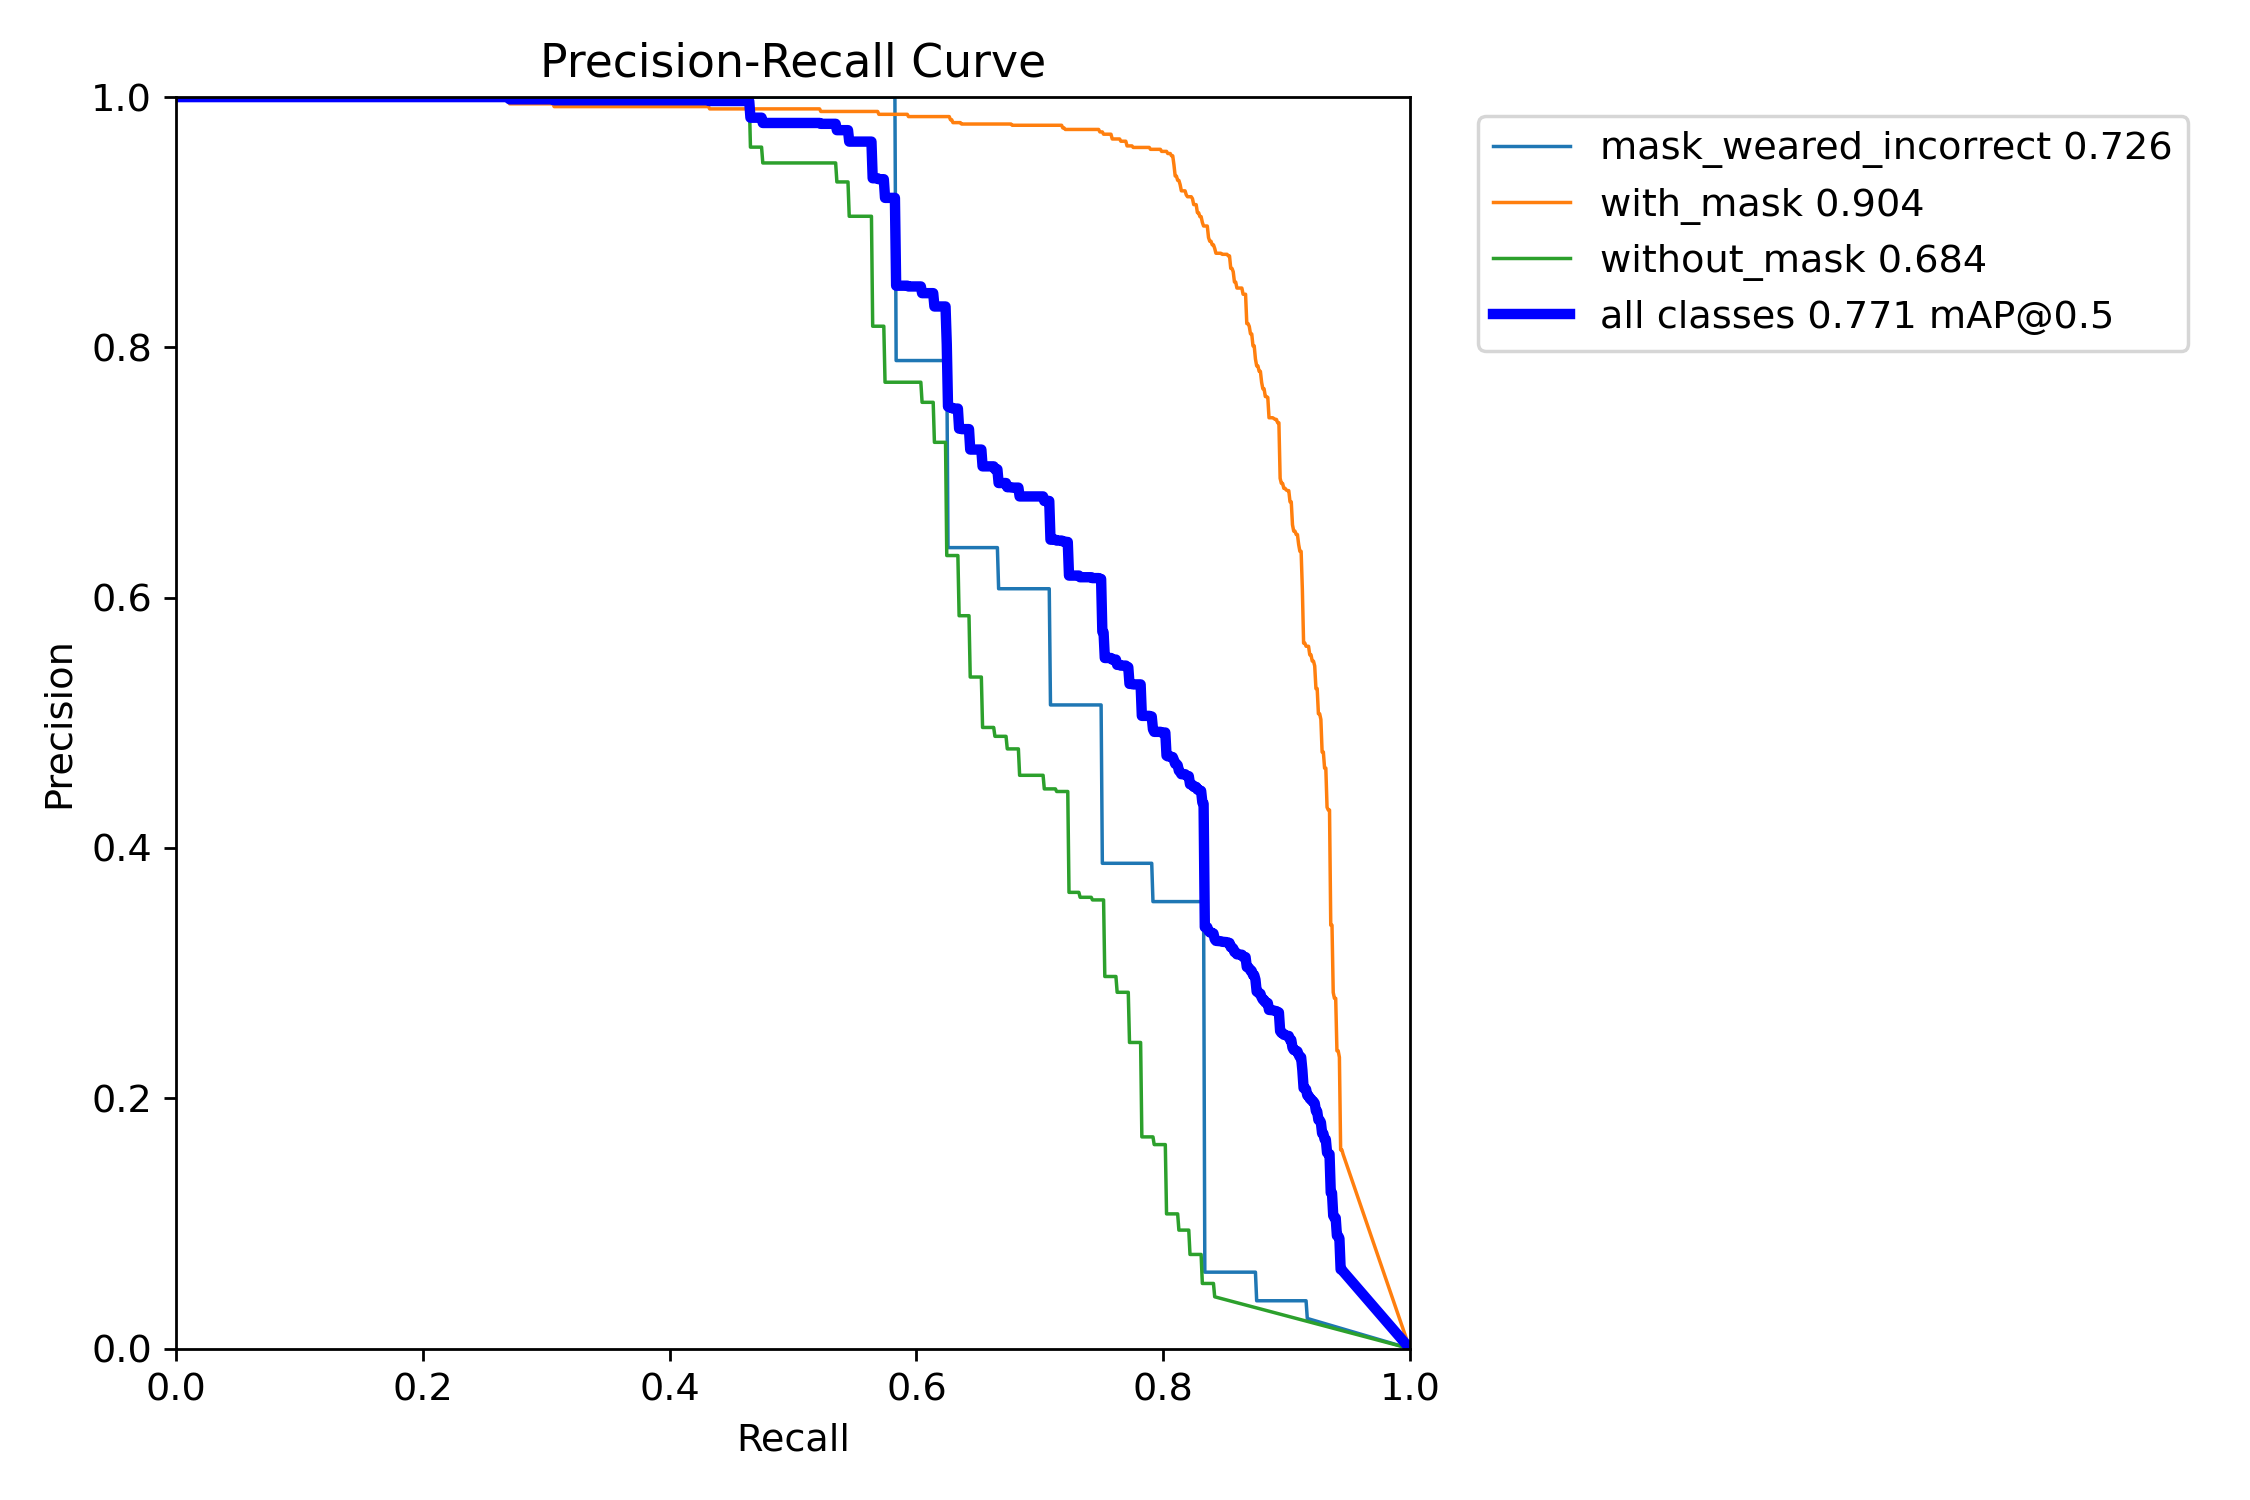 Precision-Recall Curve
1.0
0.8
0.6
0.4
0.2
0.0
Precision
0.0 0.2 0.4 0.6 0.8 1.0
Recall
mask_weared_incorrect 0.726
with_mask 0.904
without_mask 0.684
all classes 0.771 mAP@0.5